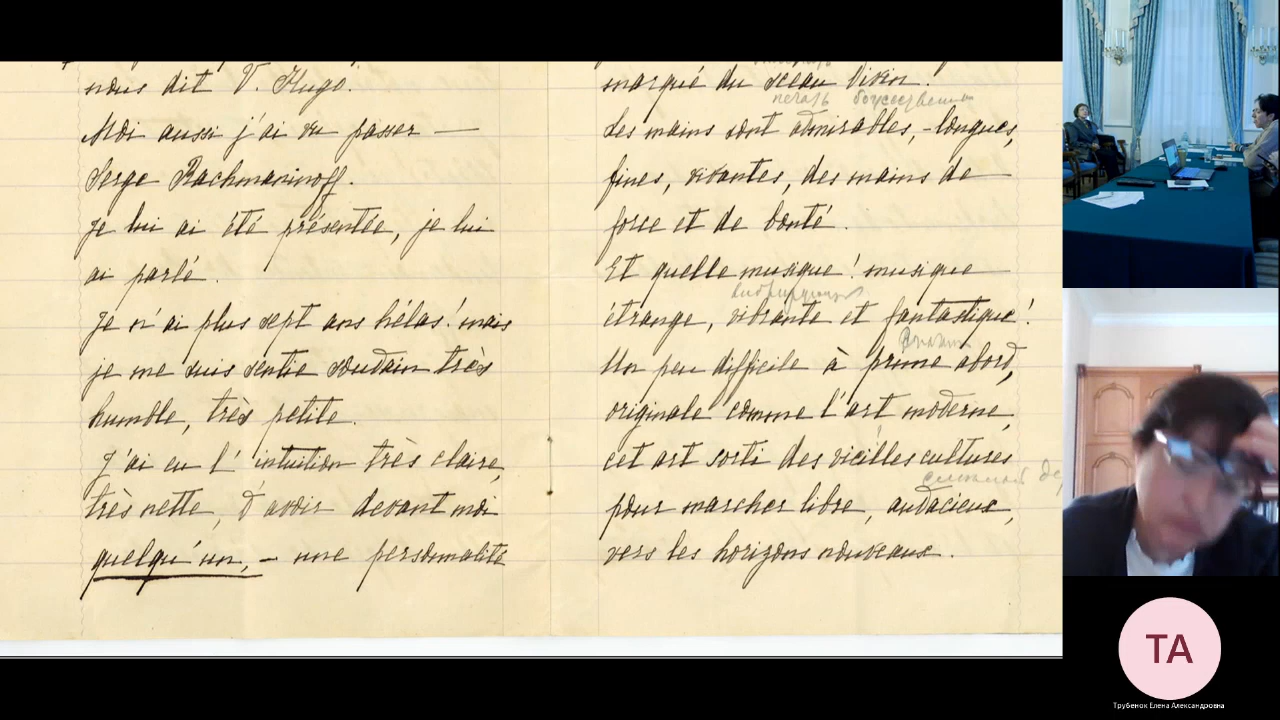 nous dit V. Hugo.
Moi aussi j'ai vu passer —
Serge Rachmaninoff.
Je lui ai été présentée, je lui
ai parlé.
Je n'ai plus sept ans hélas! mais
je me suis sentie soudain très
humble, très petite.
J'ai eu l'intuition très claire,
très nette, d'avoir devant moi
quelqu'un, – une personnalité
marqué du sceau divin.
печать божественн
Les mains sont admirables, - longues,
fines, vivantes, des mains de
force et de bonté.
Et quelle musique! musique
étrange, vibrante et fantastique!
Un peu difficile à prime abord,
originale comme l'art moderne,
cet art sorti des vieilles cultures
pour marcher libre, audacieux,
vers les horizons nouveaux.
TA
Трубенок Елена Александровна